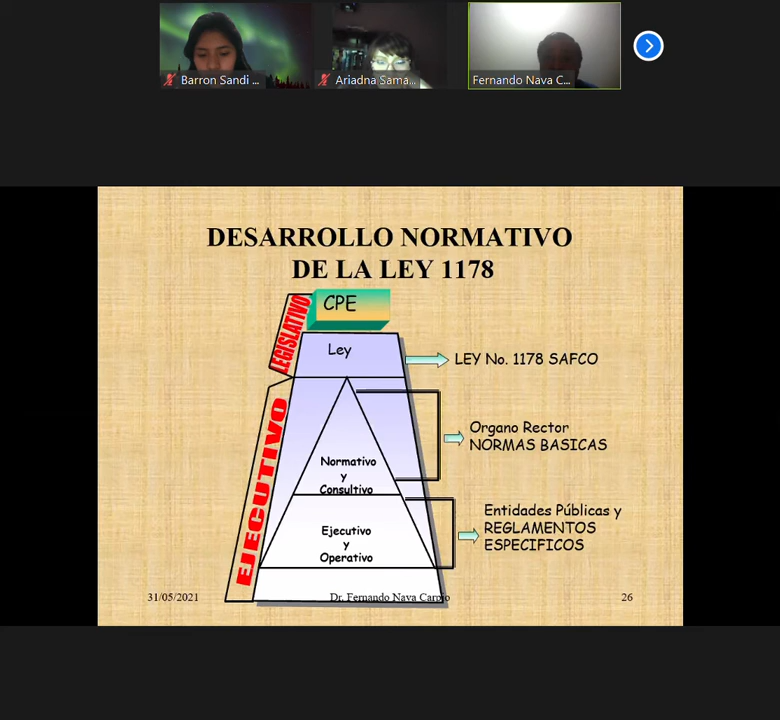 Barron Sandi ...
Ariadna Sama...
Fernando Nava C...
DESARROLLO NORMATIVO
DE LA LEY 1178
LEGISLATIVO
CPE
Ley
LEY No. 1178 SAFCO
EJECUTIVO
Organo Rector
NORMAS BASICAS
Normativo
y
Consultivo
Entidades Públicas y
REGLAMENTOS
ESPECIFICOS
Ejecutivo
y
Operativo
31/05/2021
Dr. Fernando Nava Carpio
26